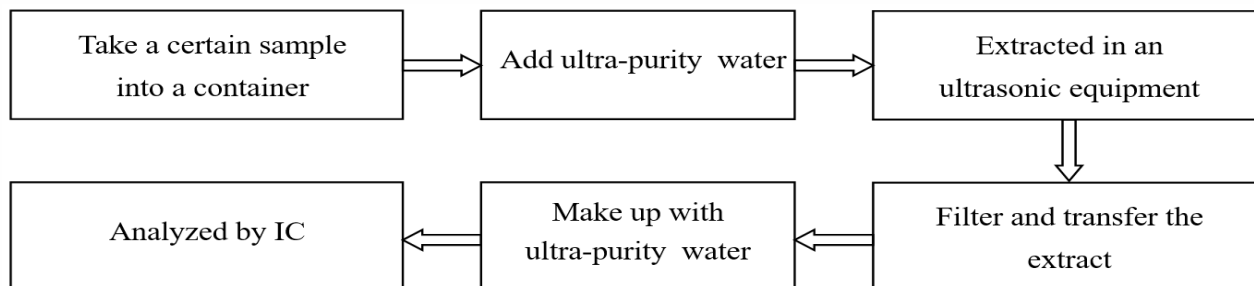 Take a certain sample
into a container
Add ultra-purity water
Extracted in an
ultrasonic equipment
Filter and transfer the
extract
Make up with
ultra-purity water
Analyzed by IC